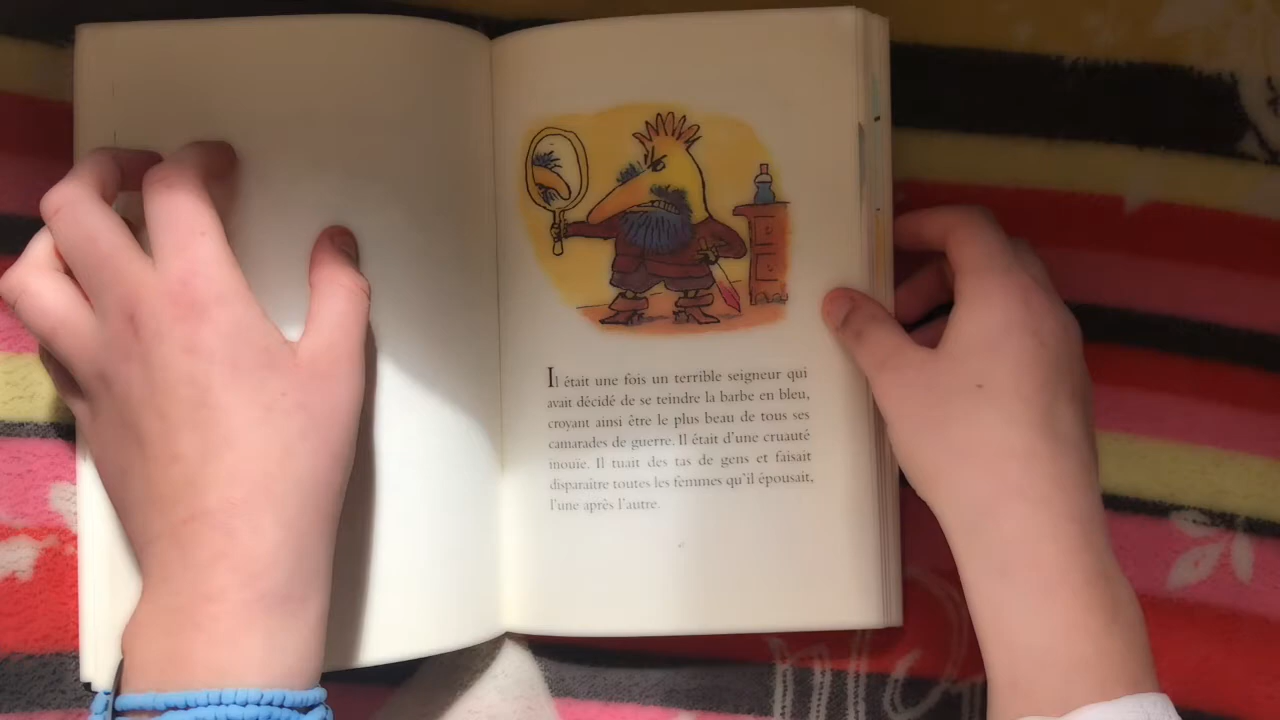 Il était une fois un terrible seigneur qui
avait décidé de se teindre la barbe en bleu,
croyant ainsi être le plus beau de tous ses
camarades de guerre. Il était d'une cruauté
inouïe. Il tuait des tas de gens et faisait
disparaître toutes les femmes qu'il épousait,
l'une après l'autre.